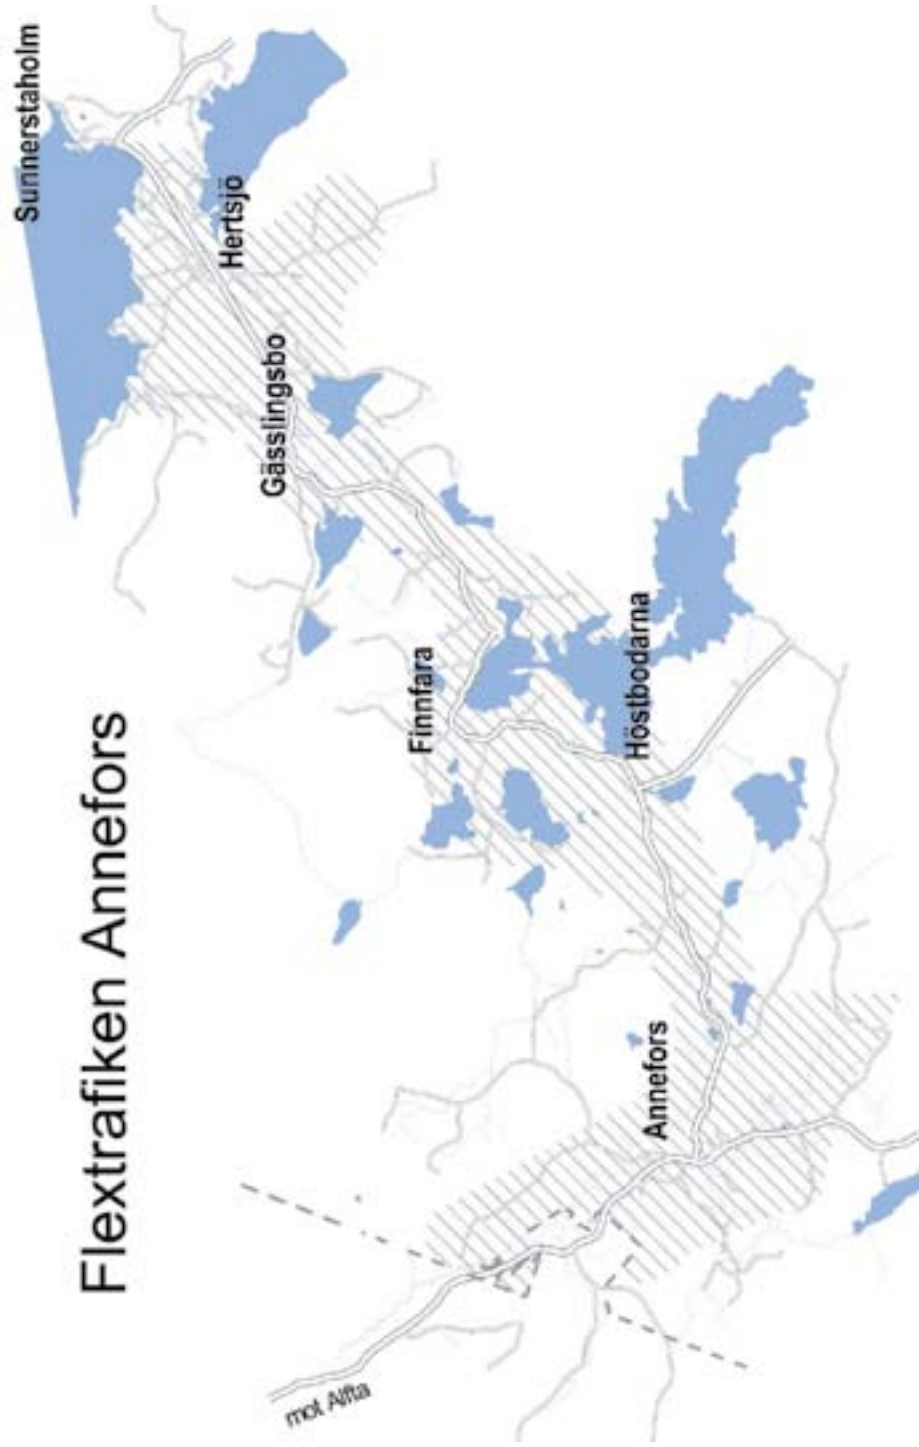 Flextrafiken Annefors
Sunnerstaholm
Hertsjö
Gässlingsbo
Finnfara
Höstbodarna
Annefors
mot Alfta